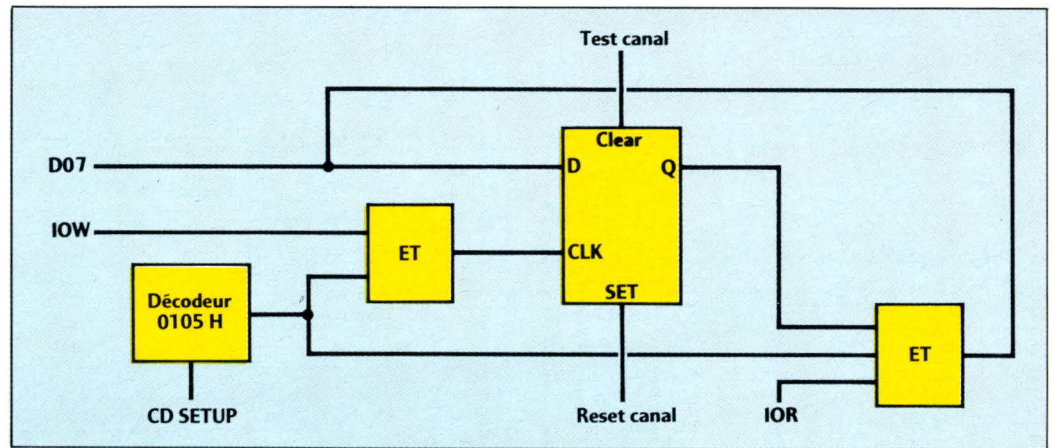 Test canal
Clear
D07
D
Q
IOW
ET
CLK
Décodeur
0105 H
SET
ET
CD SETUP
Reset canal
IOR